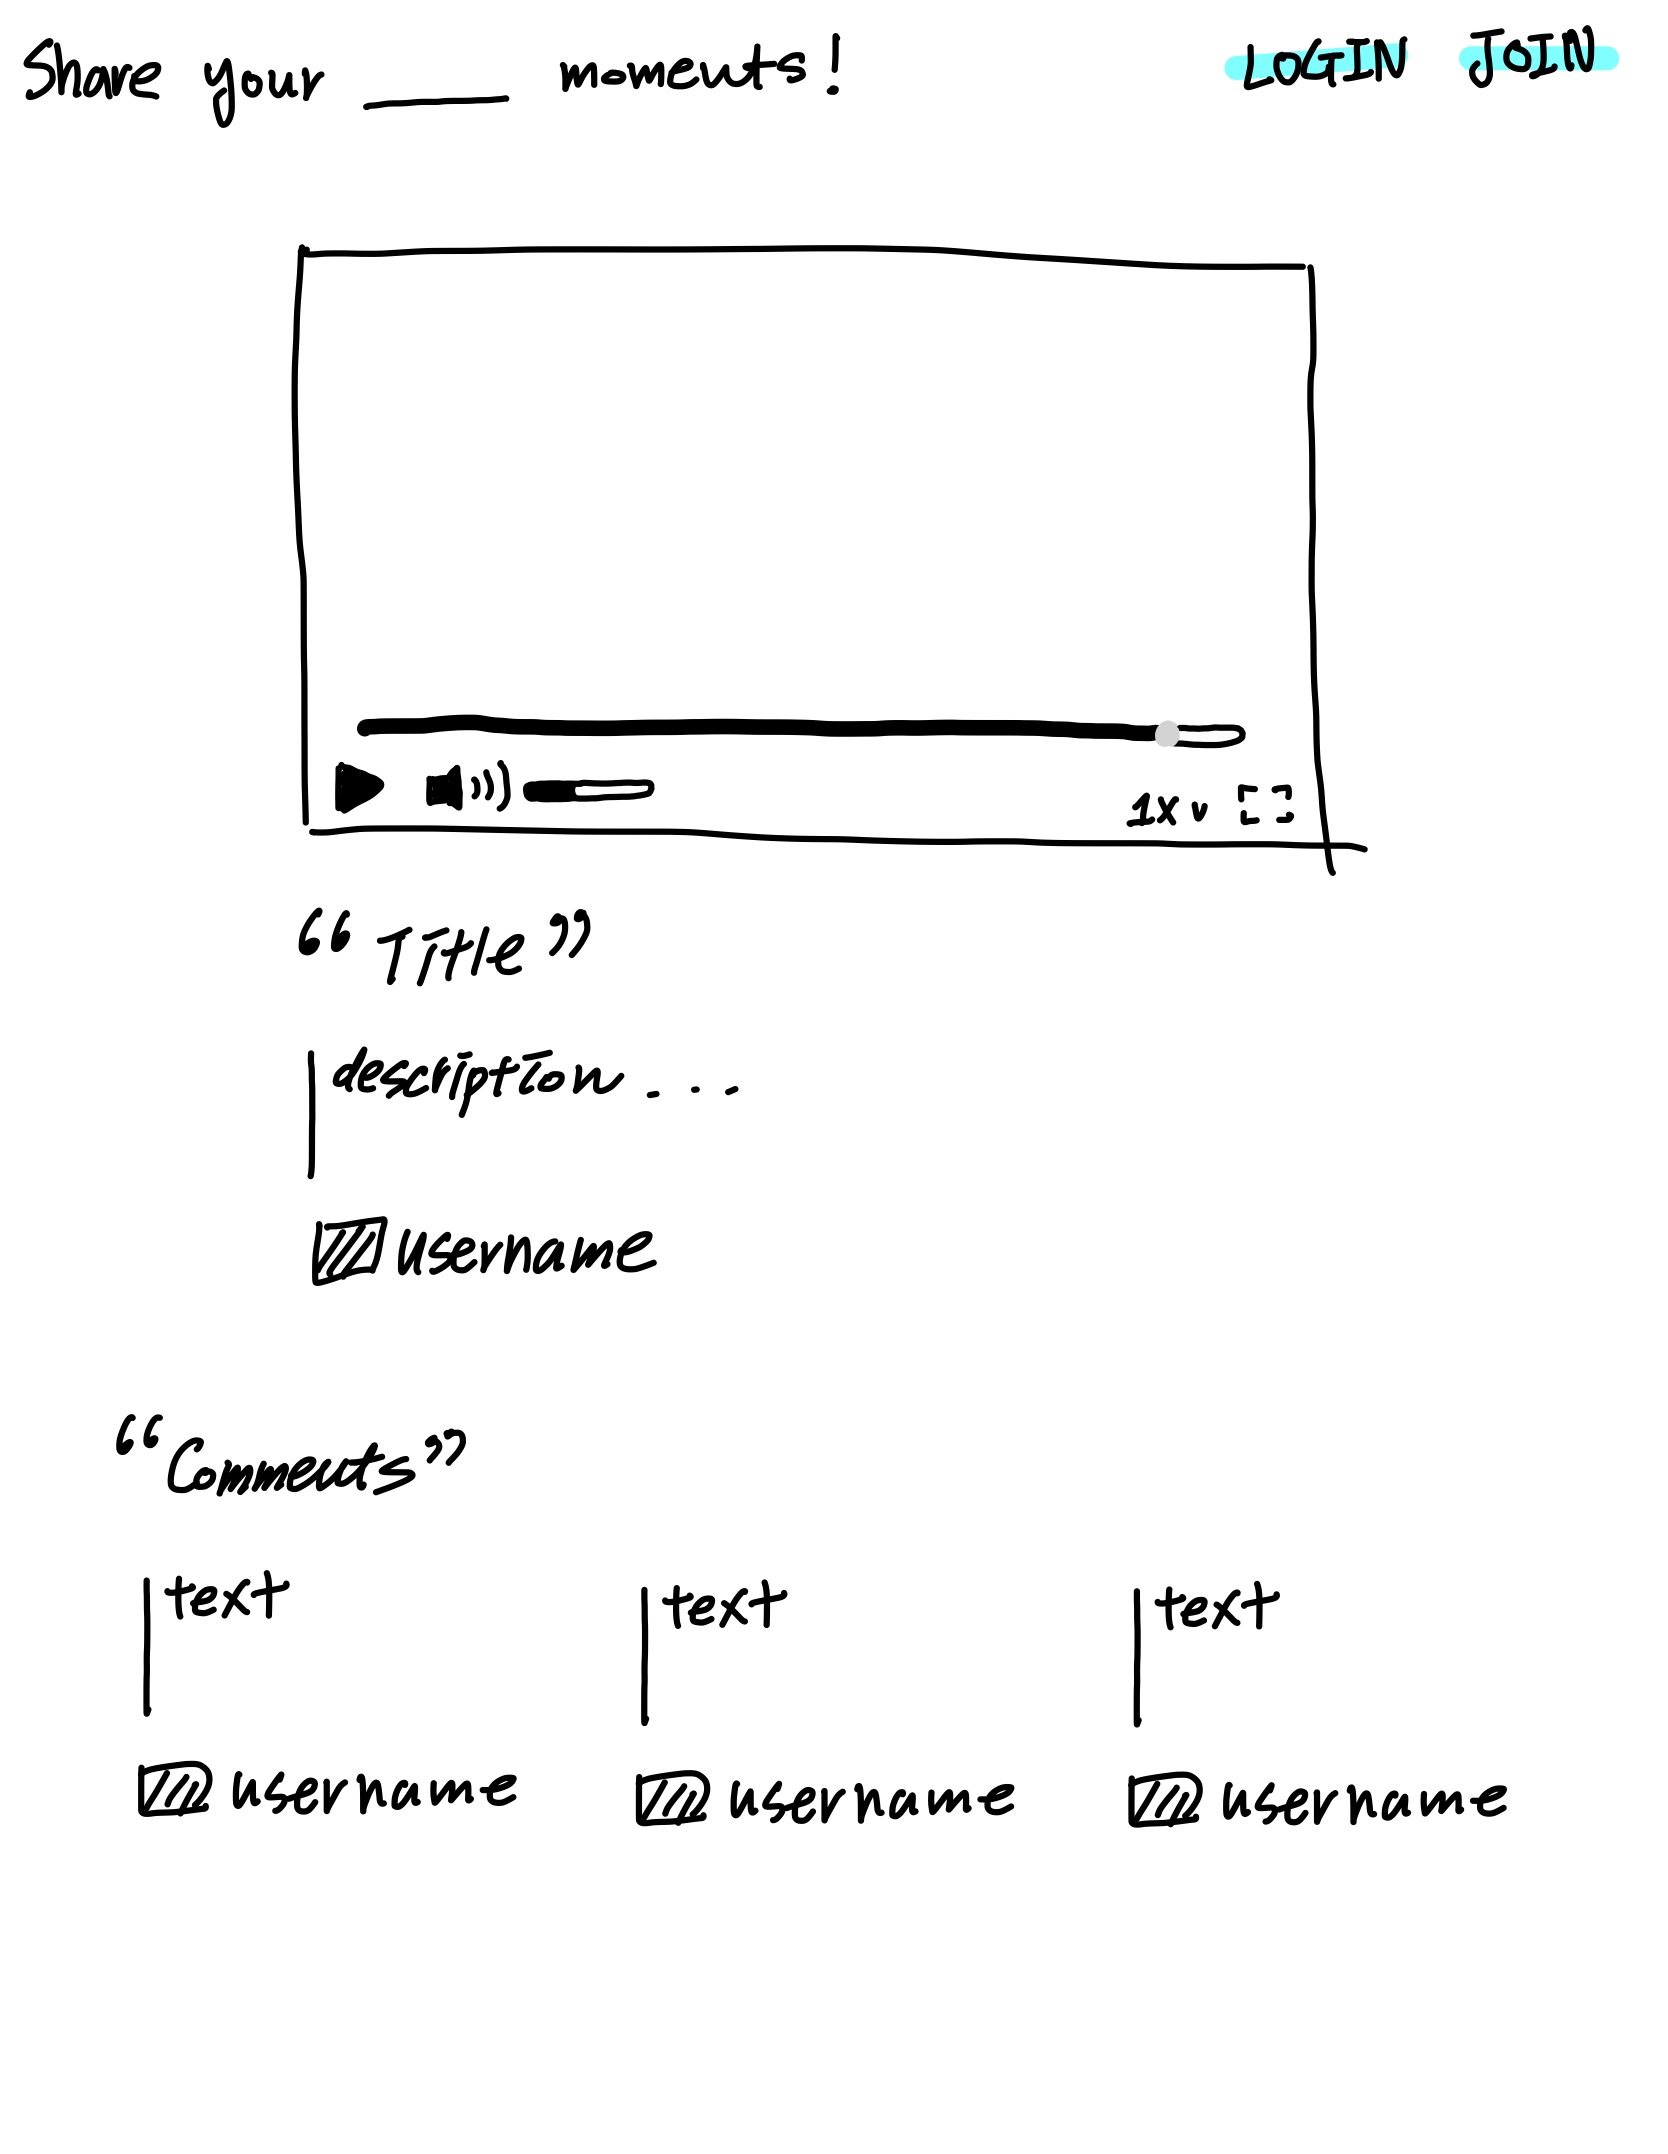 Share your ____ moments!
LOGIN JOIN
1x v
“Title”
description . . .
username
“Comments”
text text text
username username username